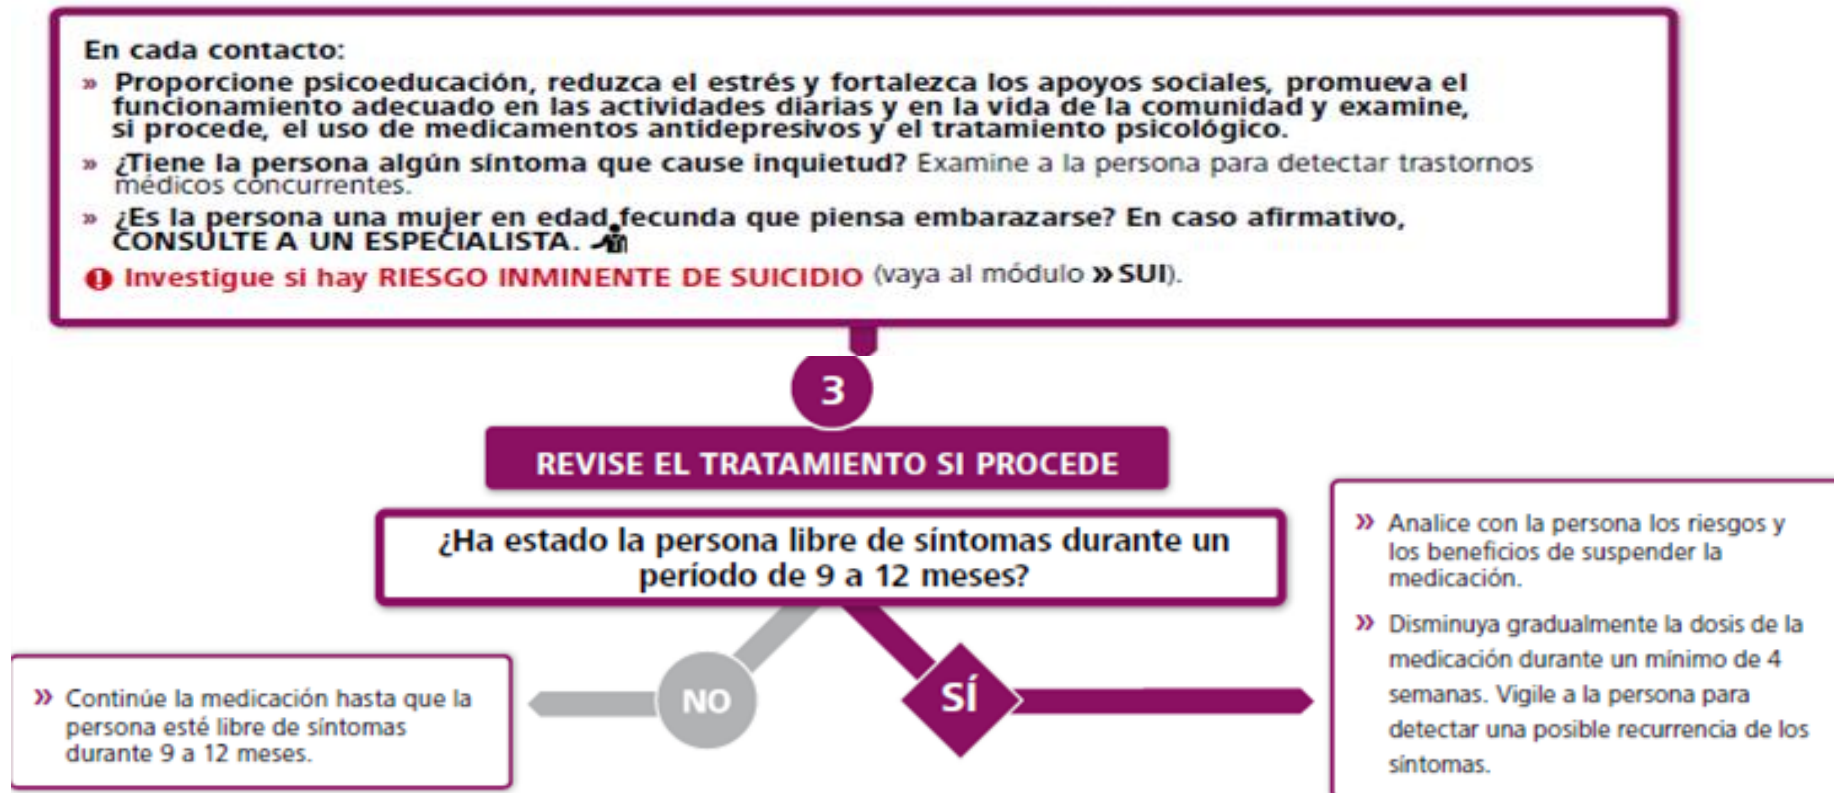 En cada contacto:
» Proporcione psicoeducación, reduzca el estrés y fortalezca los apoyos sociales, promueva el
funcionamiento adecuado en las actividades diarias y en la vida de la comunidad y examine,
si procede, el uso de medicamentos antidepresivos y el tratamiento psicológico.
» ¿Tiene la persona algún síntoma que cause inquietud? Examine a la persona para detectar trastornos
médicos concurrentes.
» ¿Es la persona una mujer en edad fecunda que piensa embarazarse? En caso afirmativo,
CONSULTE A UN ESPECIALISTA.
Investigue si hay RIESGO INMINENTE DE SUICIDIO (vaya al módulo » SUI).
3
REVISE EL TRATAMIENTO SI PROCEDE
¿Ha estado la persona libre de síntomas durante un
período de 9 a 12 meses?
NO
» Continúe la medicación hasta que la
persona esté libre de síntomas
durante 9 a 12 meses.
SÍ
» Analice con la persona los riesgos y
los beneficios de suspender la
medicación.
» Disminuya gradualmente la dosis de la
medicación durante un mínimo de 4
semanas. Vigile a la persona para
detectar una posible recurrencia de los
síntomas.